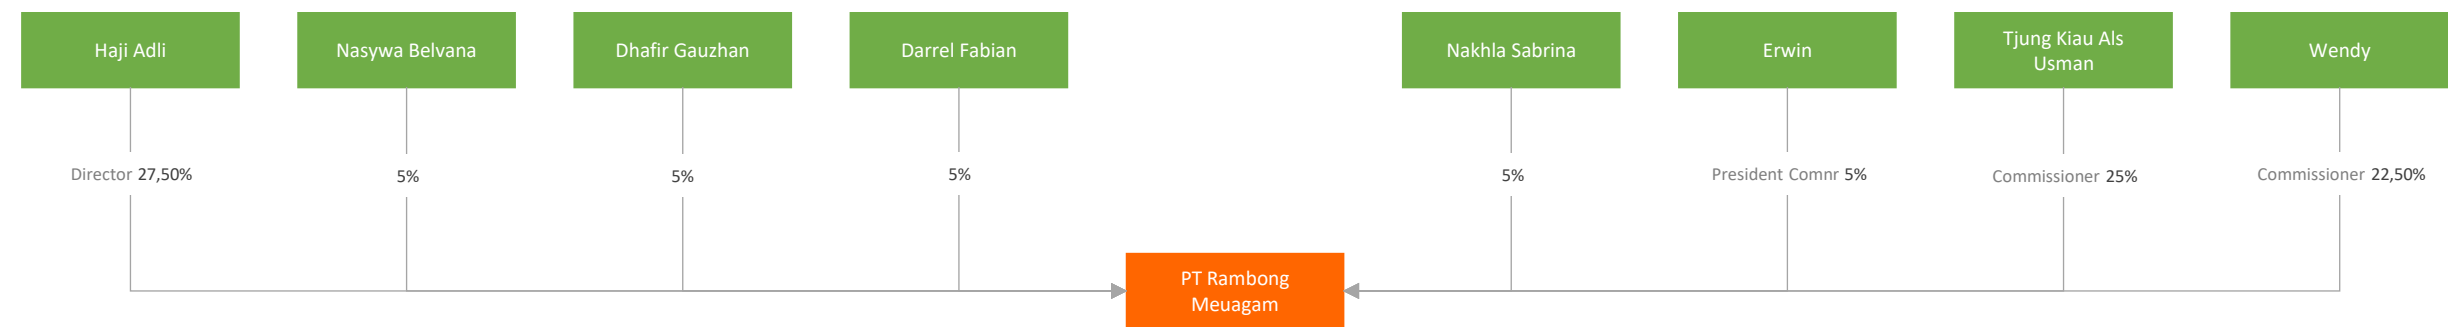 Haji Adli
Nasywa Belvana
Dhafir Gauzhan
Darrel Fabian
Nakhla Sabrina
Erwin
Tjung Kiau Als
Usman
Wendy
Director 27,50%
5%
5%
5%
5%
President Comnr 5%
Commissioner 25%
Commissioner 22,50%
PT Rambong
Meuagam